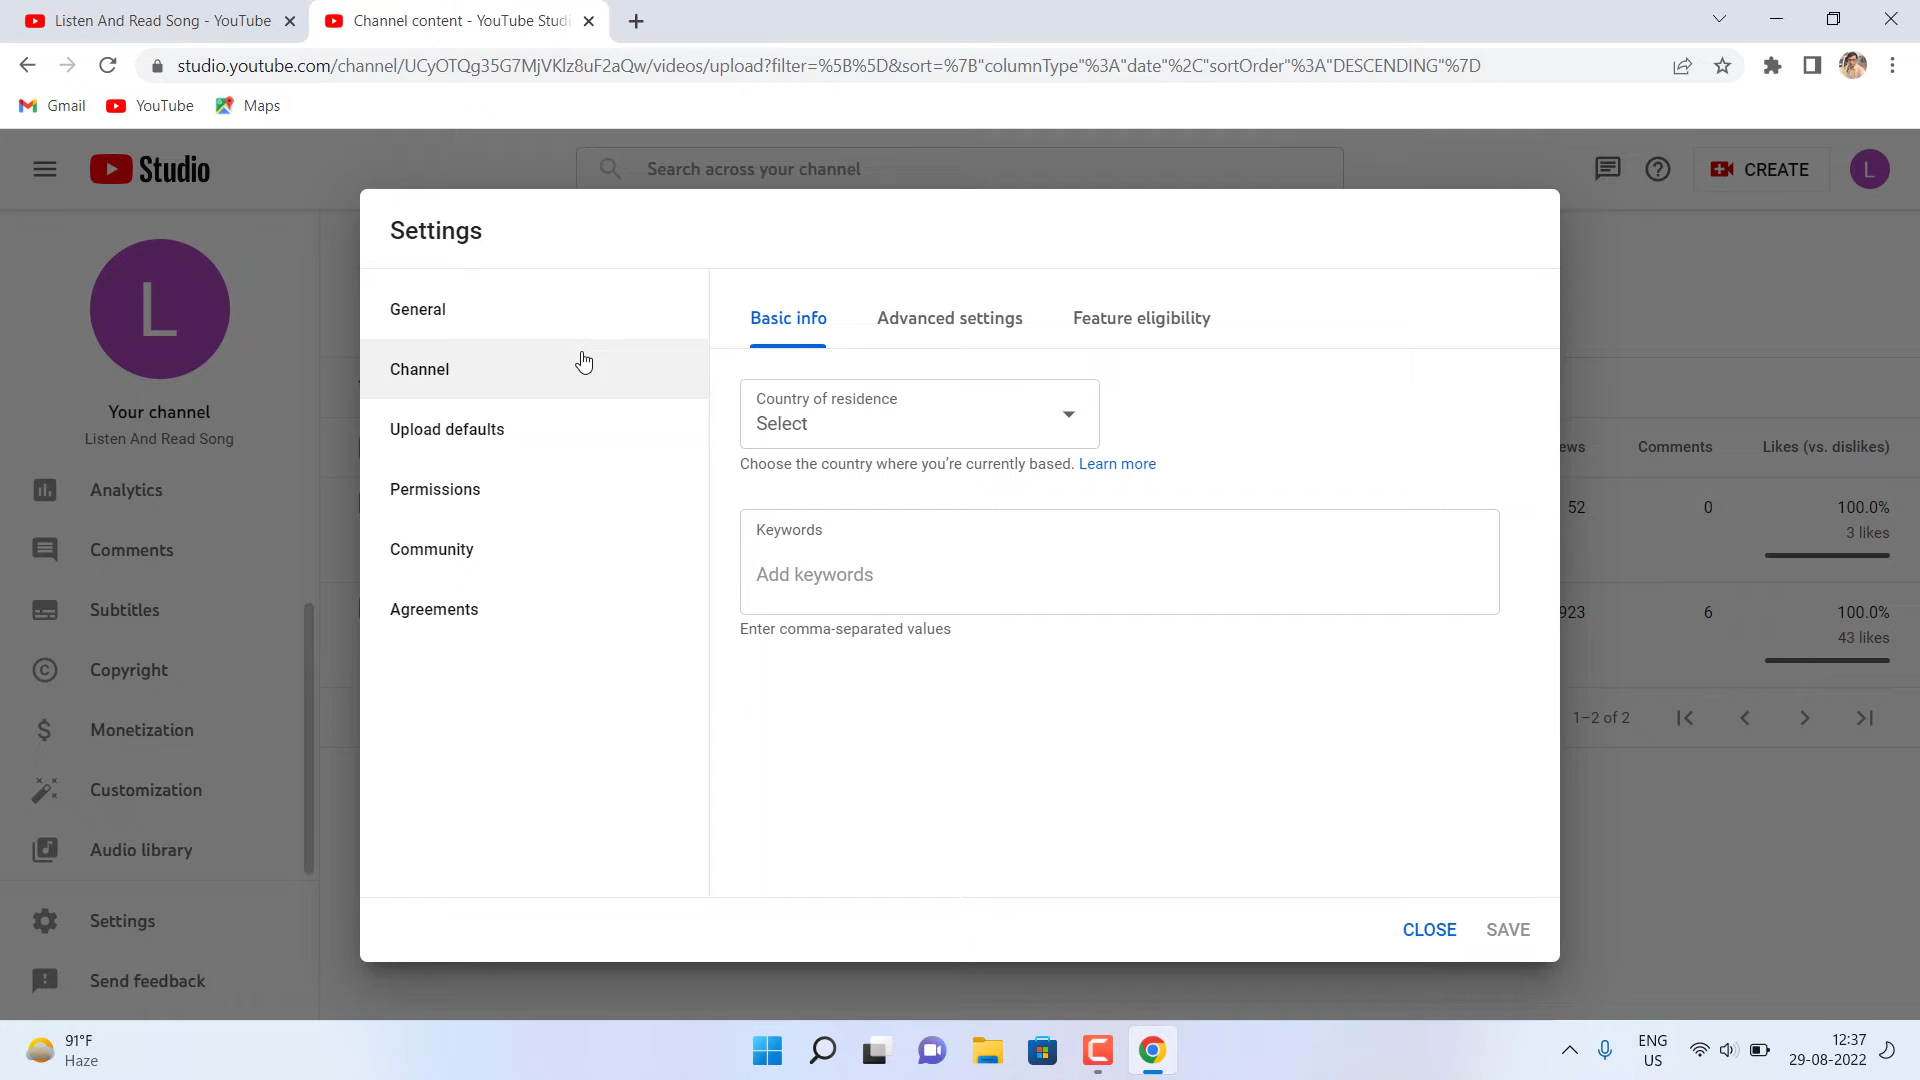 Listen And Read Song - YouTube
Channel content - YouTube Studi
studio.youtube.com/channel/UCyOTQg35G7MjVKlz8uF2aQw/videos/upload?filter=%5B%5D&sort=%7B"columnType"%3A"date"%2C"sortOrder"%3A"DESCENDING"%7D
Gmail
YouTube
Maps
Studio
Search across your channel
CREATE
L
L
Your channel
Listen And Read Song
Analytics
Comments
Subtitles
Copyright
Monetization
Customization
Audio library
Settings
Send feedback
Settings
General
Channel
Upload defaults
Permissions
Community
Agreements
Basic info
Advanced settings
Feature eligibility
Country of residence
Select
Choose the country where you're currently based. Learn more
Keywords
Add keywords
Enter comma-separated values
CLOSE
SAVE
ews
Comments
Likes (vs. dislikes)
52
0
100.0%
3 likes
923
6
100.0%
43 likes
1–2 of 2
91°F
Haze
ENG
US
12:37
29-08-2022